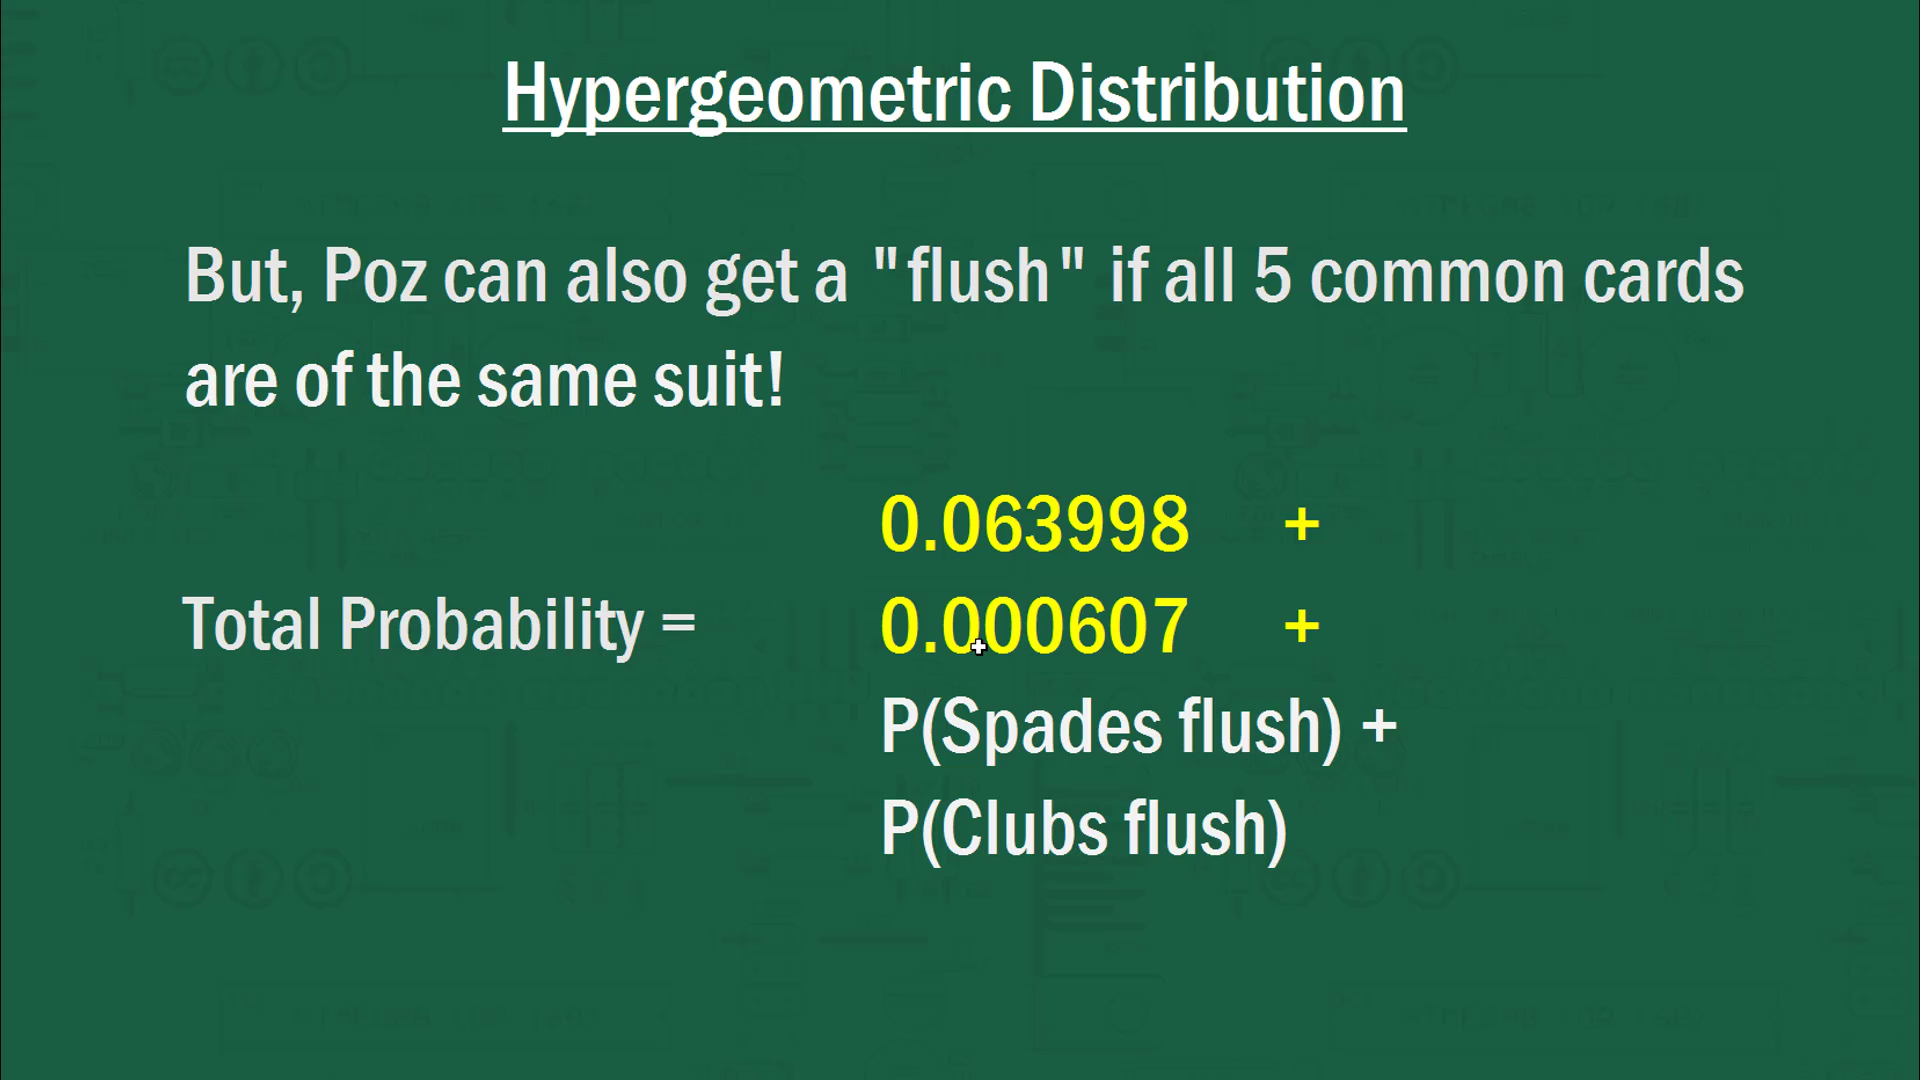 Hypergeometric Distribution
But, Poz can also get a "flush" if all 5 common cards
are of the same suit!
0.063998 +
Total Probability = 0.000607 +
P(Spades flush) +
P(Clubs flush)